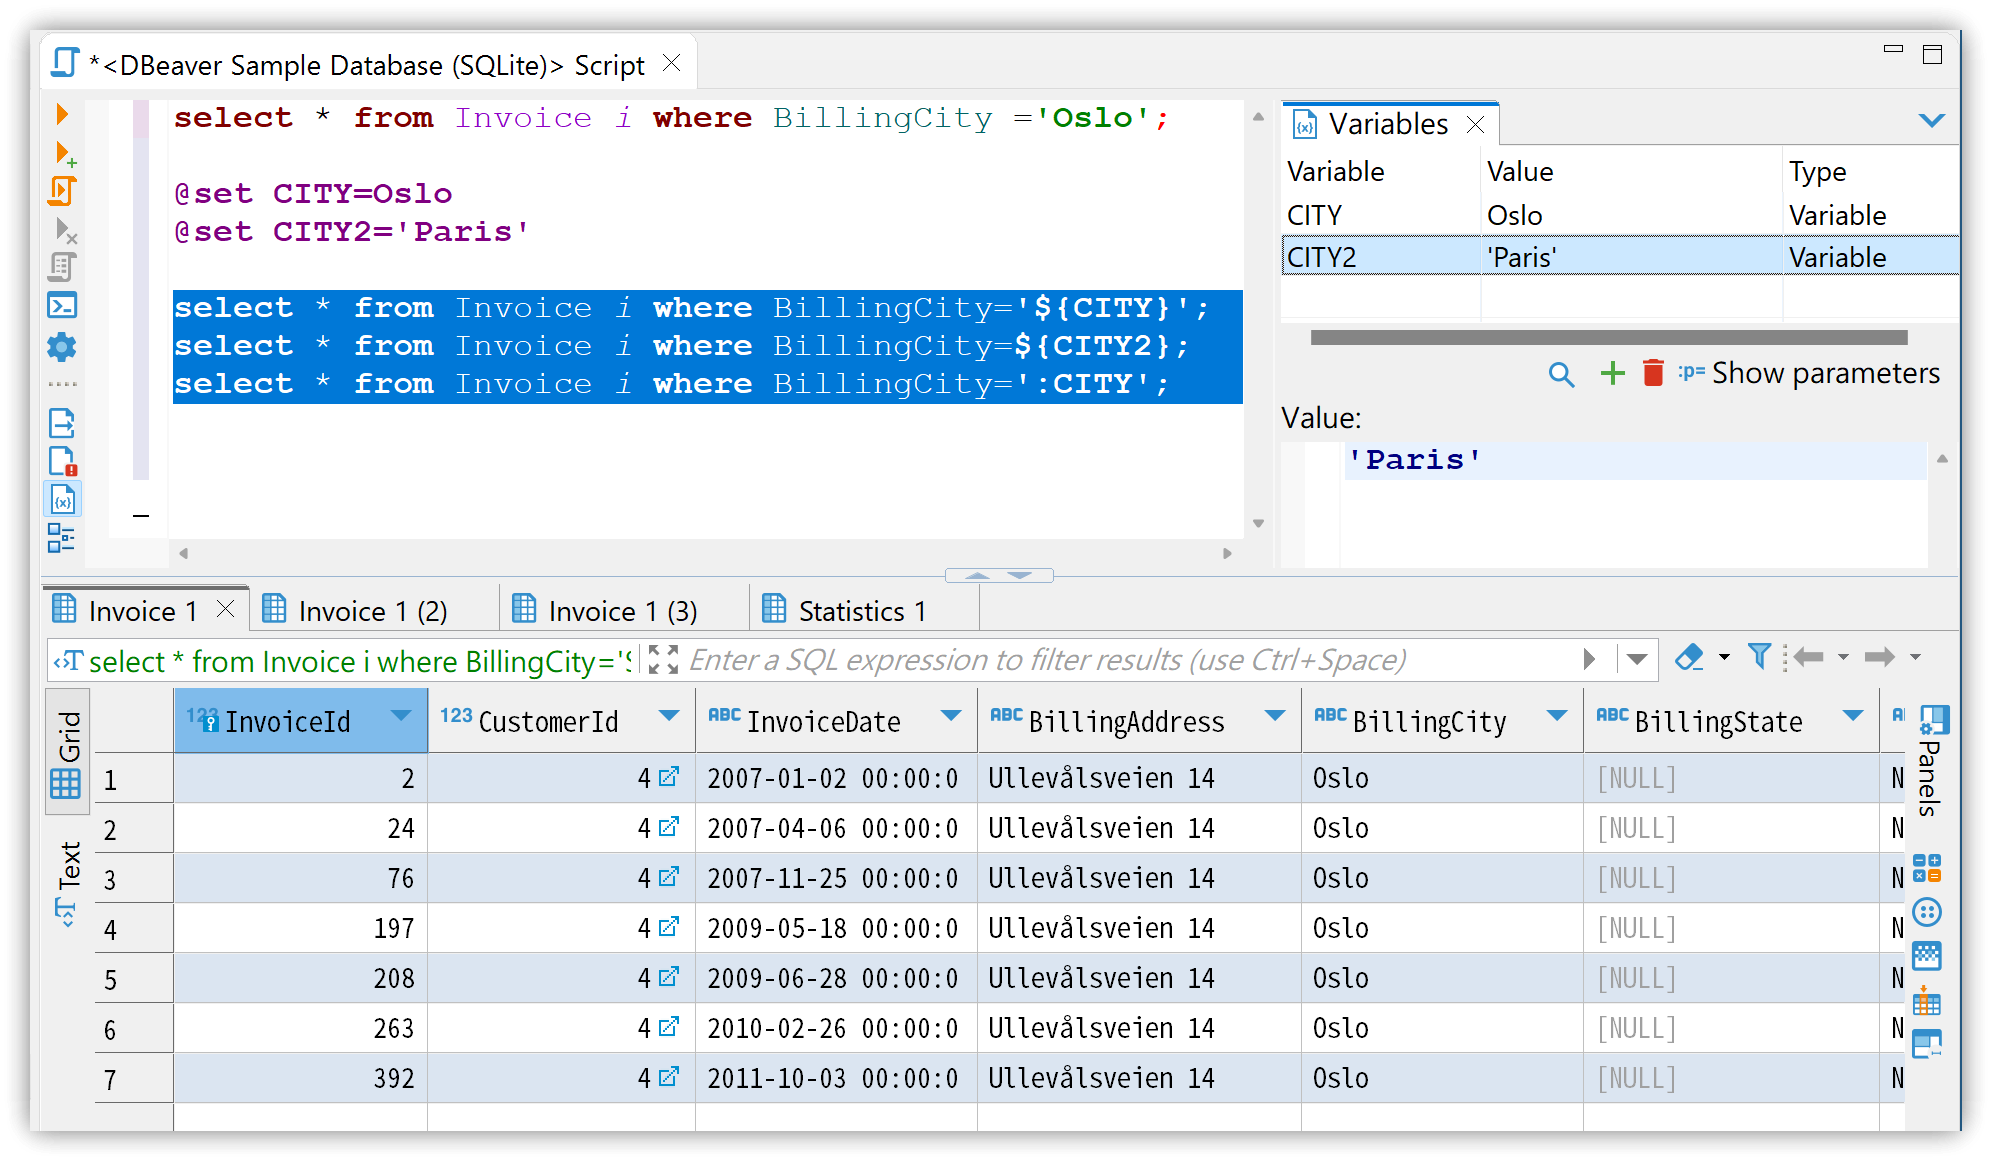 *<DBeaver Sample Database (SQLite)> Script
select * from Invoice i where BillingCity ='Oslo';
@set CITY=Oslo
@set CITY2='Paris'
select * from Invoice i where BillingCity='${CITY}';
select * from Invoice i where BillingCity=${CITY2};
select * from Invoice i where BillingCity=':CITY';
Variables
Variable Value Type
CITY Oslo Variable
CITY2 'Paris' Variable
:p= Show parameters
Value:
'Paris'
Invoice 1 Invoice 1 (2) Invoice 1 (3) Statistics 1
select * from Invoice i where BillingCity=' Enter a SQL expression to filter results (use Ctrl+Space)
Grid
Text
Panels
123 InvoiceId 123 CustomerId ABC InvoiceDate ABC BillingAddress ABC BillingCity ABC BillingState
1 2 4 2007-01-02 00:00:0 Ullevålsveien 14 Oslo [NULL] N
2 24 4 2007-04-06 00:00:0 Ullevålsveien 14 Oslo [NULL] N
3 76 4 2007-11-25 00:00:0 Ullevålsveien 14 Oslo [NULL] N
4 197 4 2009-05-18 00:00:0 Ullevålsveien 14 Oslo [NULL] N
5 208 4 2009-06-28 00:00:0 Ullevålsveien 14 Oslo [NULL] N
6 263 4 2010-02-26 00:00:0 Ullevålsveien 14 Oslo [NULL] N
7 392 4 2011-10-03 00:00:0 Ullevålsveien 14 Oslo [NULL] N